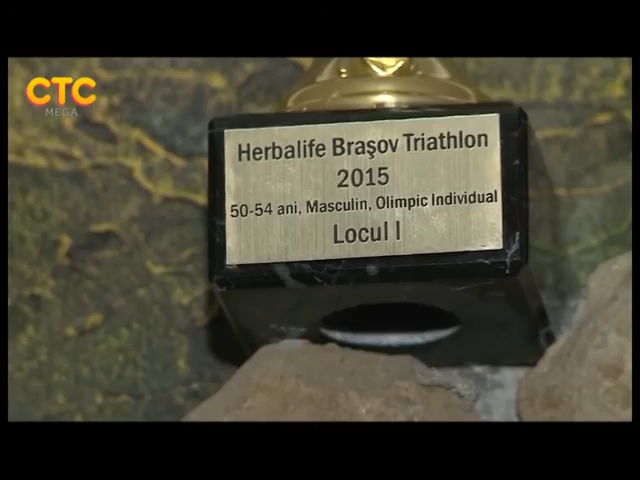 CTC
MEGA
Herbalife Braşov Triathlon
2015
50-54 ani, Masculin, Olimpic Individual
Locul I